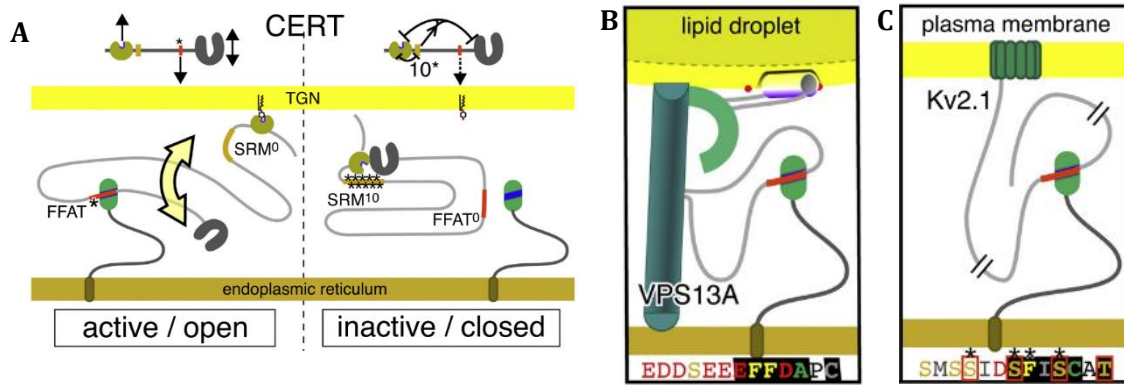 A
CERT
10*
TGN
SRM⁰
FFAT
*
SRM¹⁰
**********
FFAT⁰
endoplasmic reticulum
active / open
inactive / closed
B
lipid droplet
VPS13A
EDDSEEEEFFDAPC
C
plasma membrane
Kv2.1
* ** *
SMSSIDSFISCAT